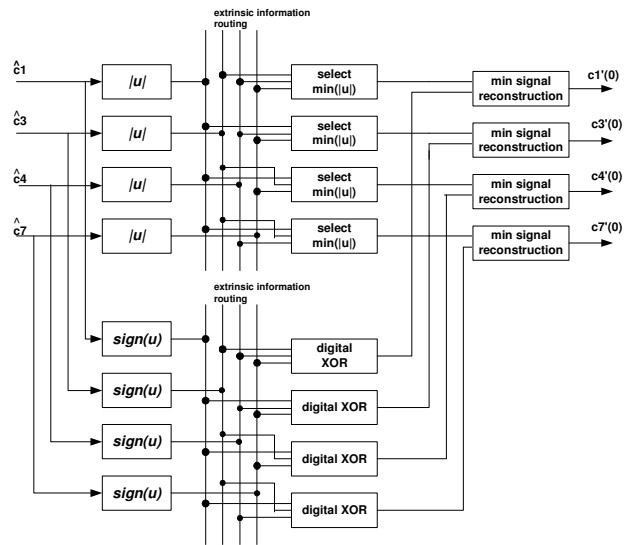 extrinsic information
routing
ĉ1
|u|
select
min(|u|)
min signal
reconstruction
c1'(0)
ĉ3
|u|
select
min(|u|)
min signal
reconstruction
c3'(0)
ĉ4
|u|
select
min(|u|)
min signal
reconstruction
c4'(0)
ĉ7
|u|
select
min(|u|)
min signal
reconstruction
c7'(0)
extrinsic information
routing
sign(u)
digital
XOR
sign(u)
digital XOR
sign(u)
digital XOR
sign(u)
digital XOR